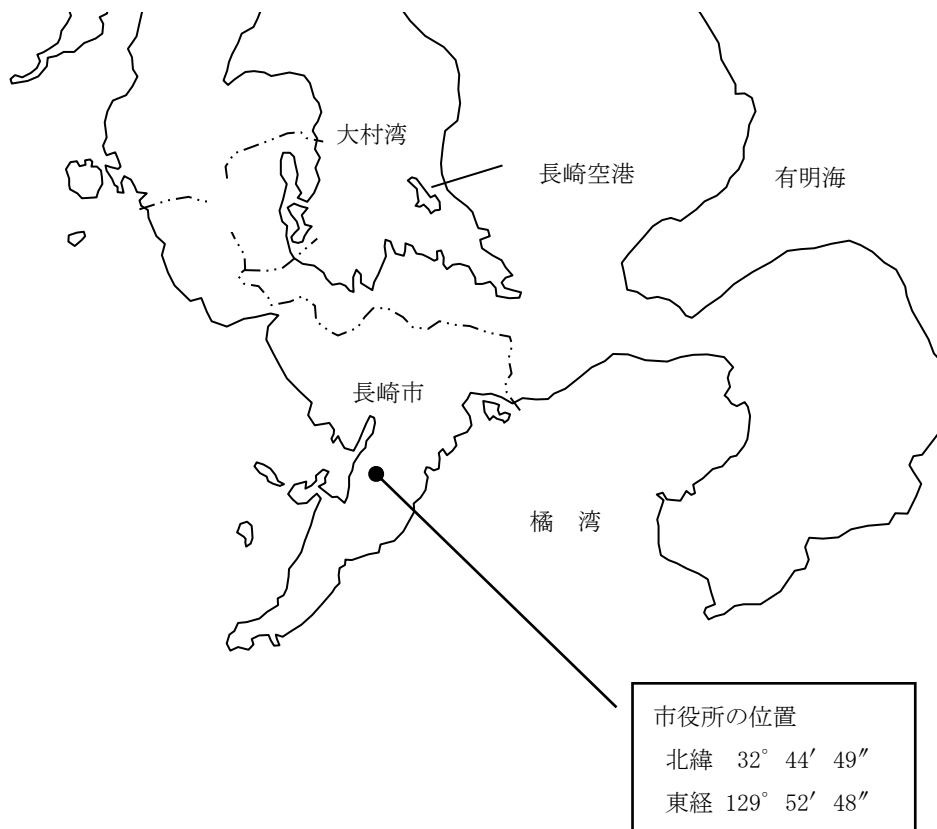 大村湾
長崎空港
有明海
長崎市
橘 湾
市役所の位置
北緯 32° 44′ 49″
東経 129° 52′ 48″